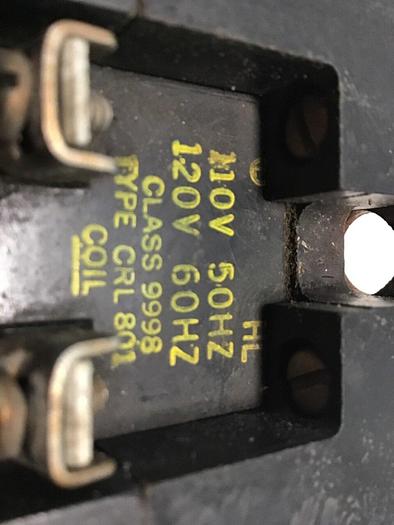 HL
110V 50HZ
120V 60HZ
CLASS 9998
TYPE CRL 801
COIL